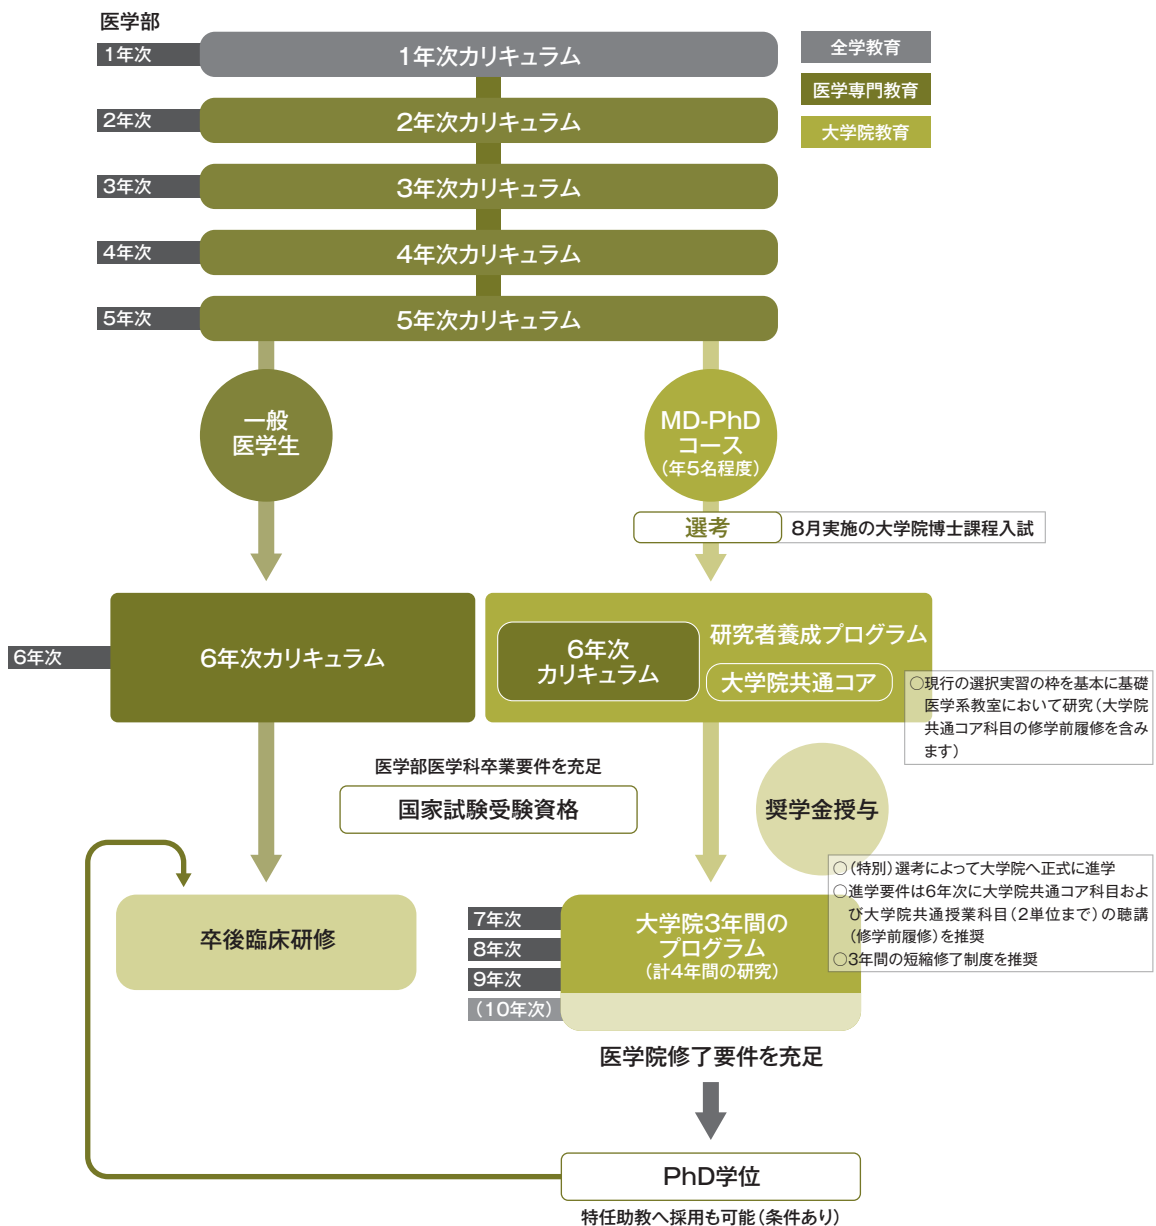 医学部
1年次
1年次カリキュラム
全学教育
医学専門教育
大学院教育
2年次
2年次カリキュラム
3年次
3年次カリキュラム
4年次
4年次カリキュラム
5年次
5年次カリキュラム
一般
医学生
MD-PhD
コース
(年5名程度)
選考
8月実施の大学院博士課程入試
6年次
6年次カリキュラム
6年次
カリキュラム
研究者養成プログラム
大学院共通コア
○現行の選択実習の枠を基本に基礎
医学系教室において研究(大学院
共通コア科目の修学前履修を含み
ます)
医学部医学科卒業要件を充足
国家試験受験資格
奨学金授与
○(特別)選考によって大学院へ正式に進学
○進学要件は6年次に大学院共通コア科目およ
び大学院共通授業科目(2単位まで)の聴講
(修学前履修)を推奨
○3年間の短縮修了制度を推奨
卒後臨床研修
7年次
8年次
9年次
(10年次)
大学院3年間の
プログラム
(計4年間の研究)
医学院修了要件を充足
PhD学位
特任助教へ採用も可能(条件あり)